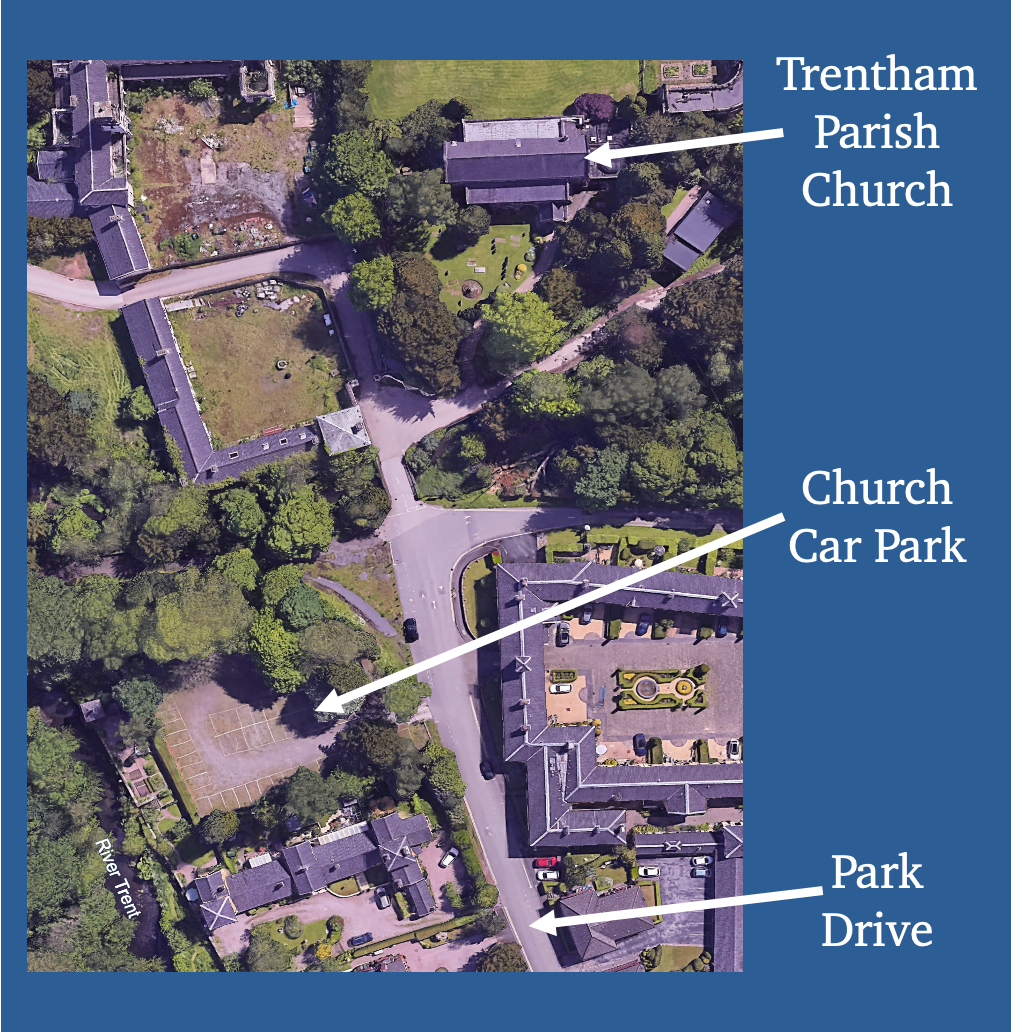 Trentham
Parish
Church
Church
Car Park
River Trent
Park
Drive